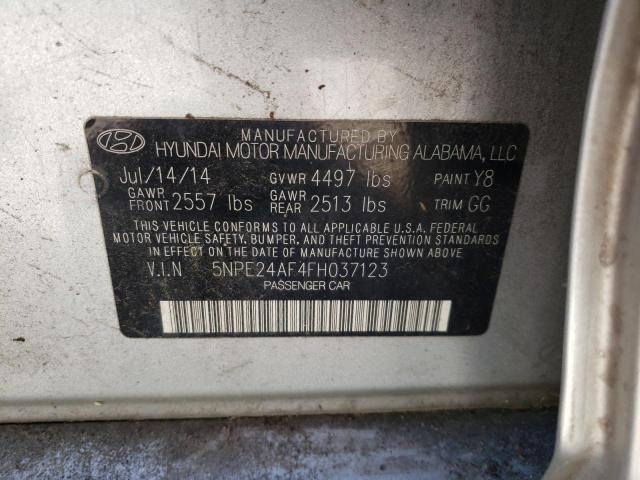 MANUFACTURED BY
HYUNDAI MOTOR MANUFACTURING ALABAMA, LLC
Jul/14/14 GVWR 4497 lbs PAINT Y8
GAWR FRONT 2557 lbs GAWR REAR 2513 lbs TRIM GG
THIS VEHICLE CONFORMS TO ALL APPLICABLE U.S.A. FEDERAL
MOTOR VEHICLE SAFETY, BUMPER, AND THEFT PREVENTION STANDARDS
IN EFFECT ON THE DATE OF MANUFACTURE SHOWN ABOVE.
V.I.N 5NPE24AF4FH037123
PASSENGER CAR